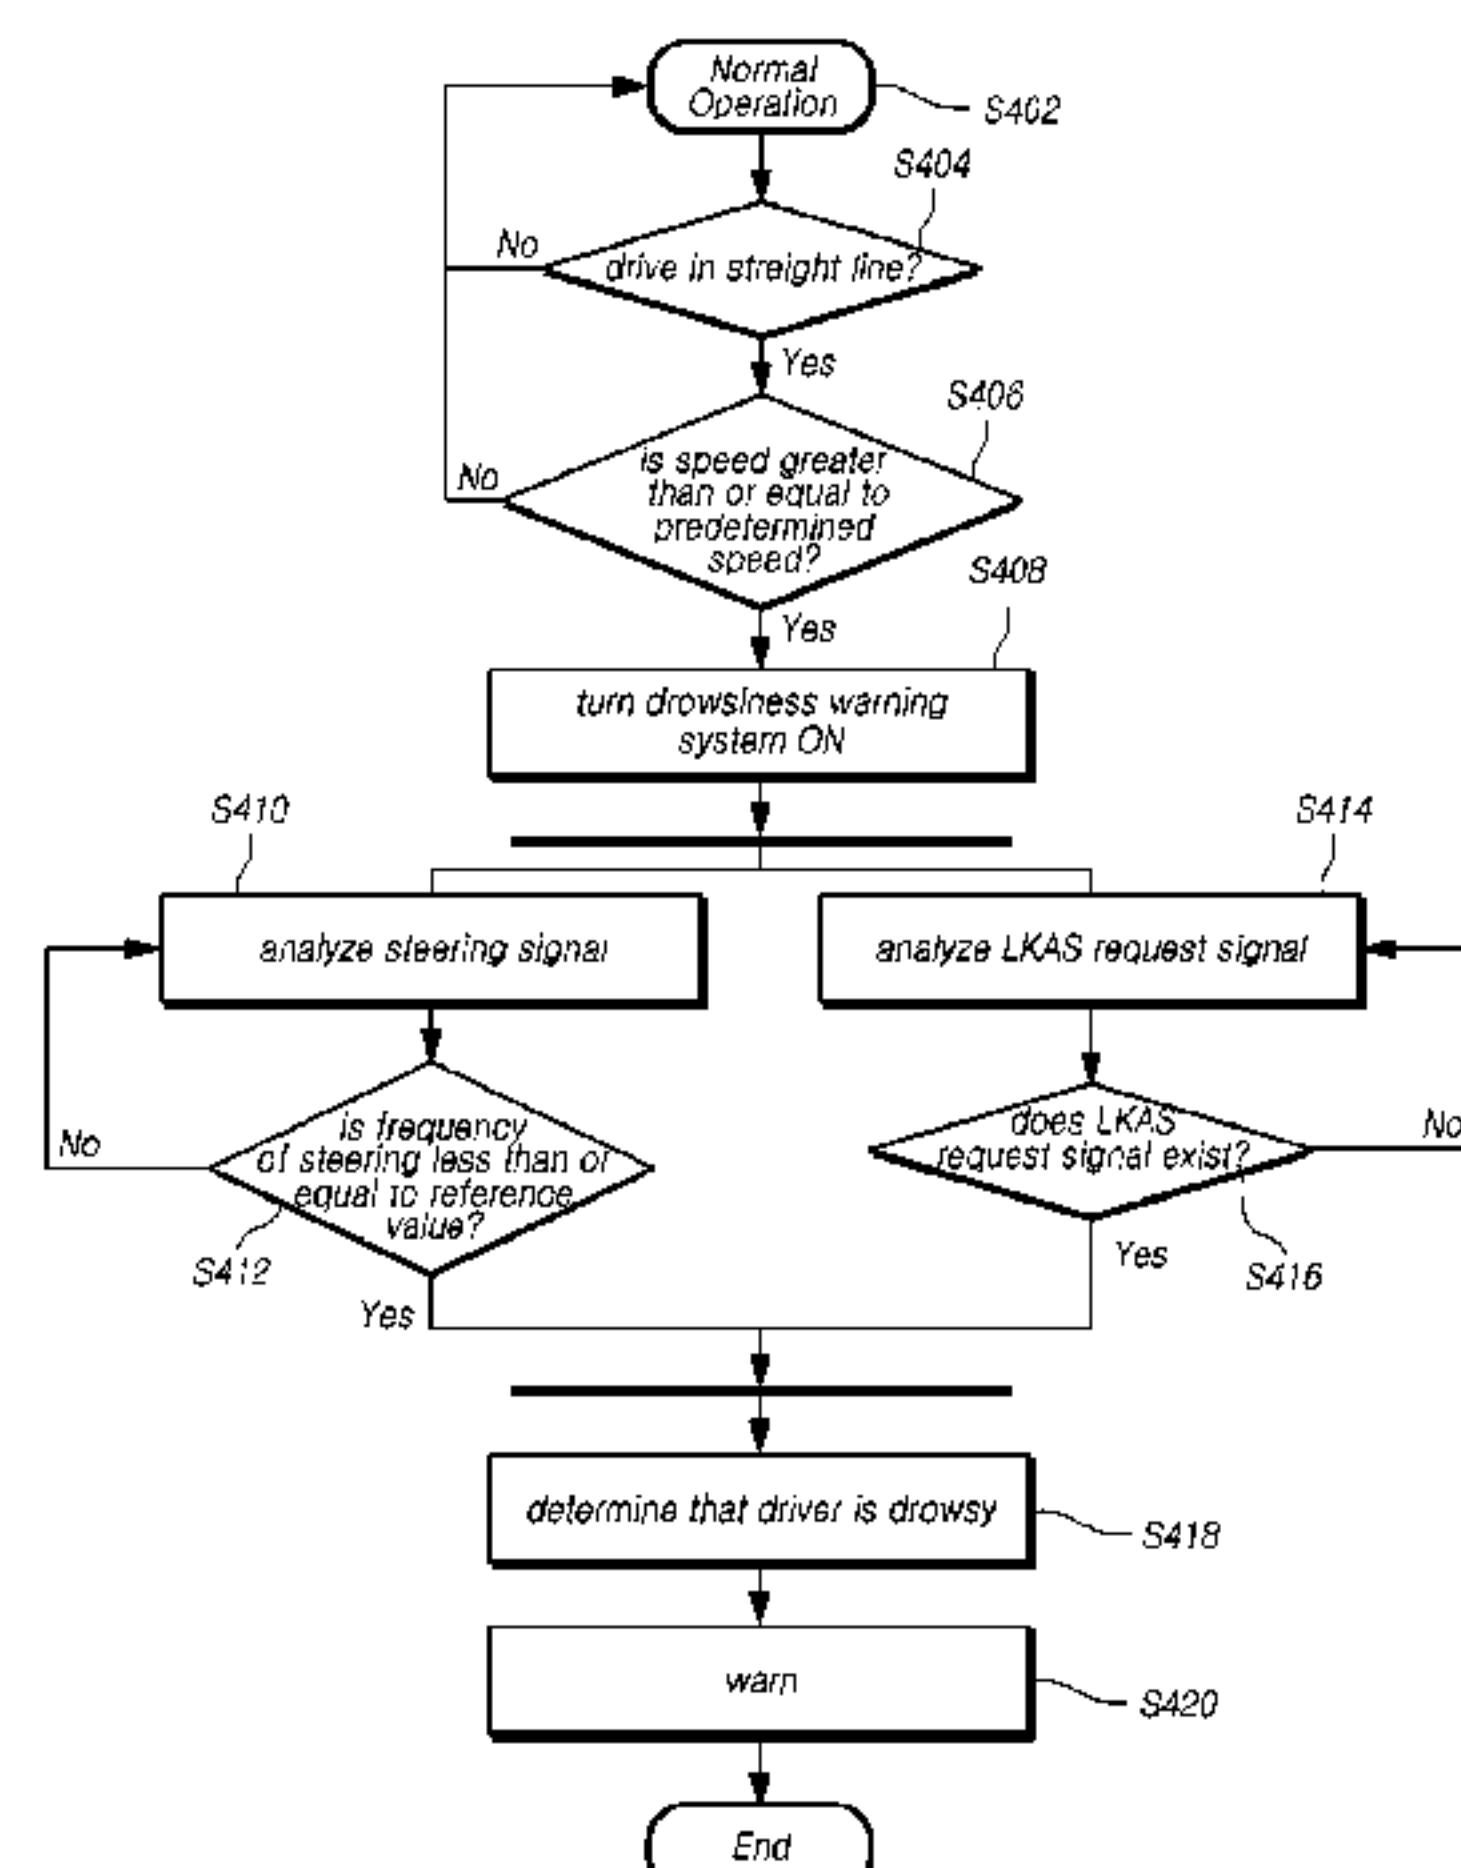 Normal
Operation
S402
S404
No
drive in streight line?
Yes
S406
No
is speed greater
than or equal to
predetermined
speed?
S408
Yes
turn drowsiness warning
system ON
S410
S414
analyze steering signal
analyze LKAS request signal
No
is frequency
of steering less than or
equal to reference
value?
does LKAS
request signal exist?
No
S412
Yes
Yes
S416
determine that driver is drowsy
S418
warn
S420
End